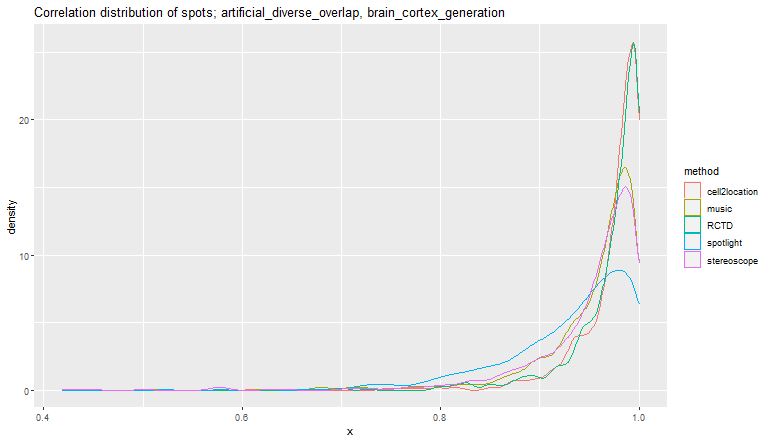 Correlation distribution of spots; artificial_diverse_overlap, brain_cortex_generation
density
20
10
0
0.4
0.6
0.8
1.0
x
method
cell2location
music
RCTD
spotlight
stereoscope